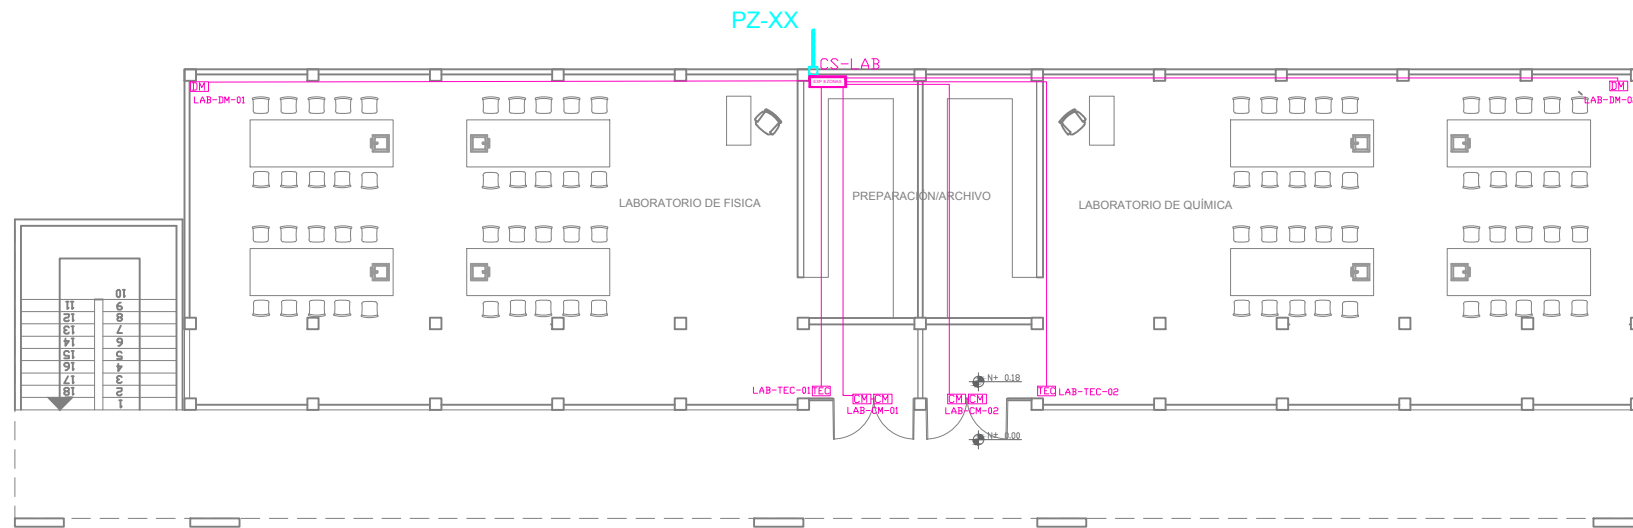 PZ-XX
CS-LAB
DM
LAB-DM-01
DM
LAB-DM-0
LABORATORIO DE FISICA
PREPARACION/ARCHIVO
LABORATORIO DE QUÍMICA
10
11 9
12 8
13 7
14 6
15 5
16 4
17 3
18 2
1
N+ 0.18
LAB-TEC-01 TEC
TEC LAB-TEC-02
CM CM
LAB-CM-01
CM CM
LAB-CM-02
N± 0.00